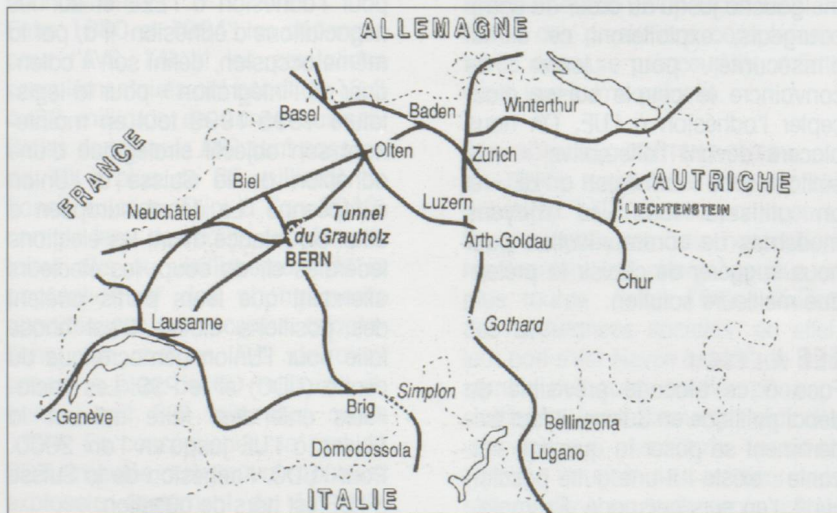 ALLEMAGNE
Basel
Baden
Winterthur
Olten
Zürich
FRANCE
Biel
AUTRICHE
Neuchâtel
Tunnel
du Grauholz
Luzern
LIECHTENSTEIN
BERN
Arth-Goldau
Chur
Lausanne
Gothard
Genève
Brig
Simplon
Bellinzona
Domodossola
Lugano
ITALIE